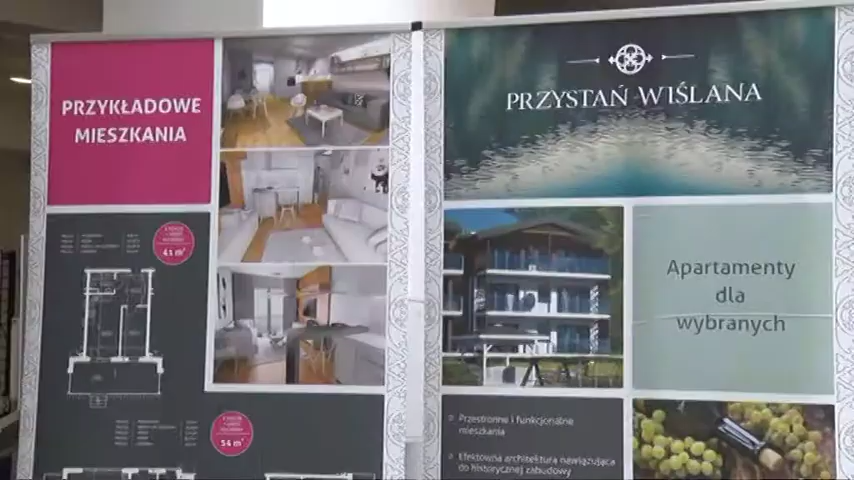 PRZYKŁADOWE
MIESZKANIA
41 m²
54 m²
PRZYSTAŃ WIŚLANA
Apartamenty
dla
wybranych
Przestronne i funkcjonalne
mieszkania
Efektowna architektura nawiązująca
do historycznej zabudowy